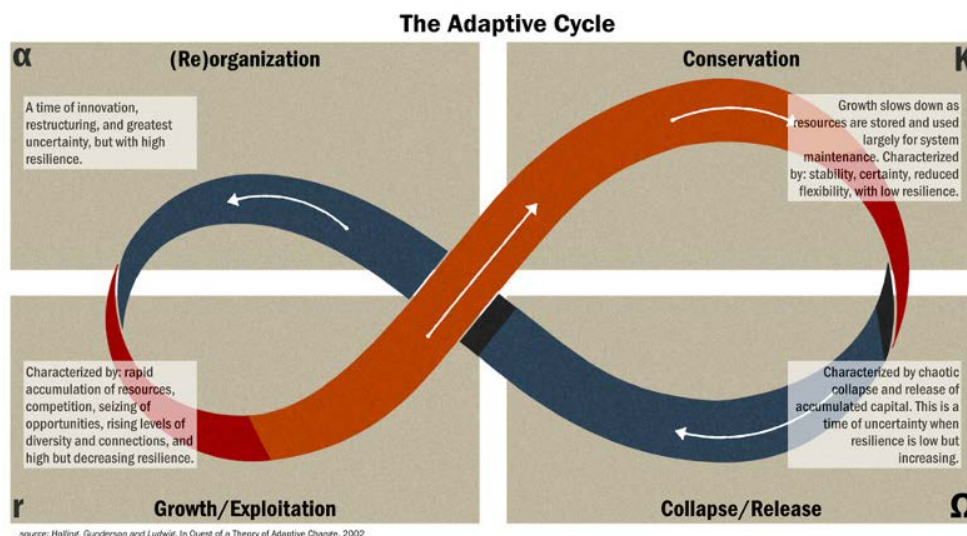 The Adaptive Cycle
α
(Re)organization
A time of innovation,
restructuring, and greatest
uncertainty, but with high
resilience.
Conservation
K
Growth slows down as
resources are stored and used
largely for system
maintenance. Characterized
by: stability, certainty, reduced
flexibility, with low resilience.
Characterized by: rapid
accumulation of resources,
competition, seizing of
opportunities, rising levels of
diversity and connections, and
high but decreasing resilience.
r
Growth/Exploitation
Characterized by chaotic
collapse and release of
accumulated capital. This is a
time of uncertainty when
resilience is low but
increasing.
Collapse/Release
Ω
source: Holling, Gunderson and Ludwig, In Quest of a Theory of Adaptive Change, 2002